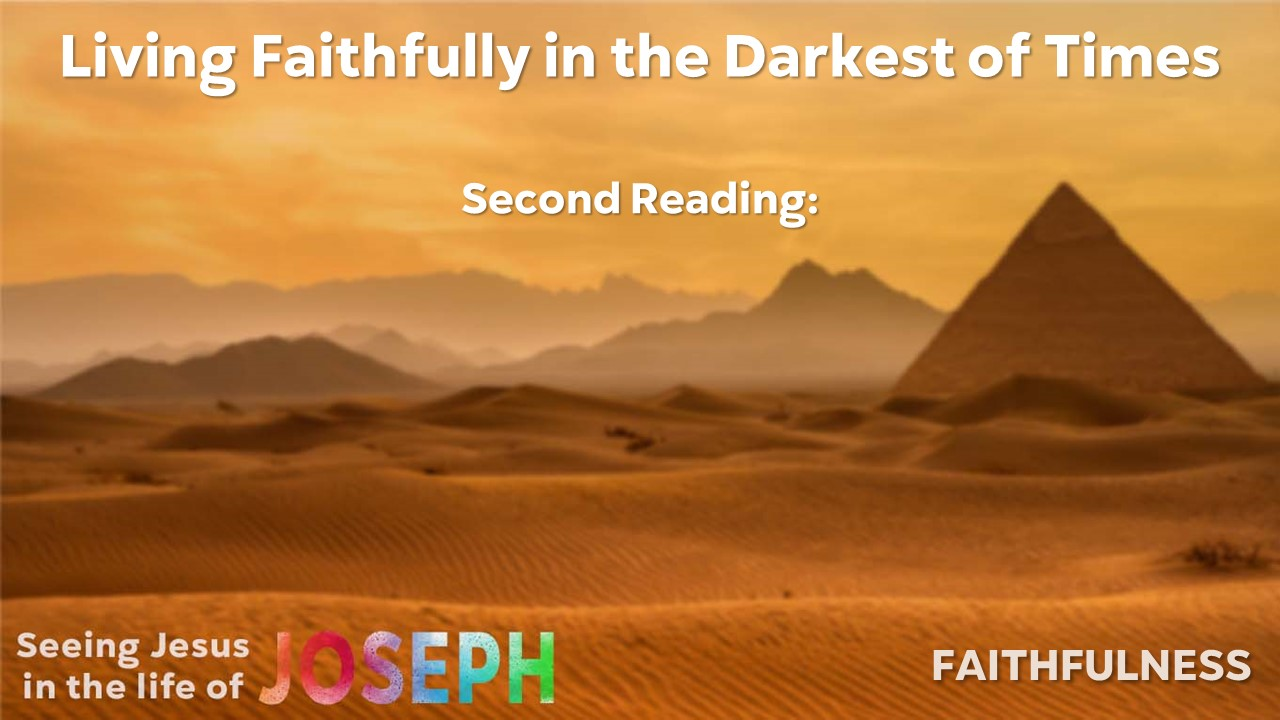 Living Faithfully in the Darkest of Times
Second Reading:
Seeing Jesus
in the life of JOSEPH
FAITHFULNESS